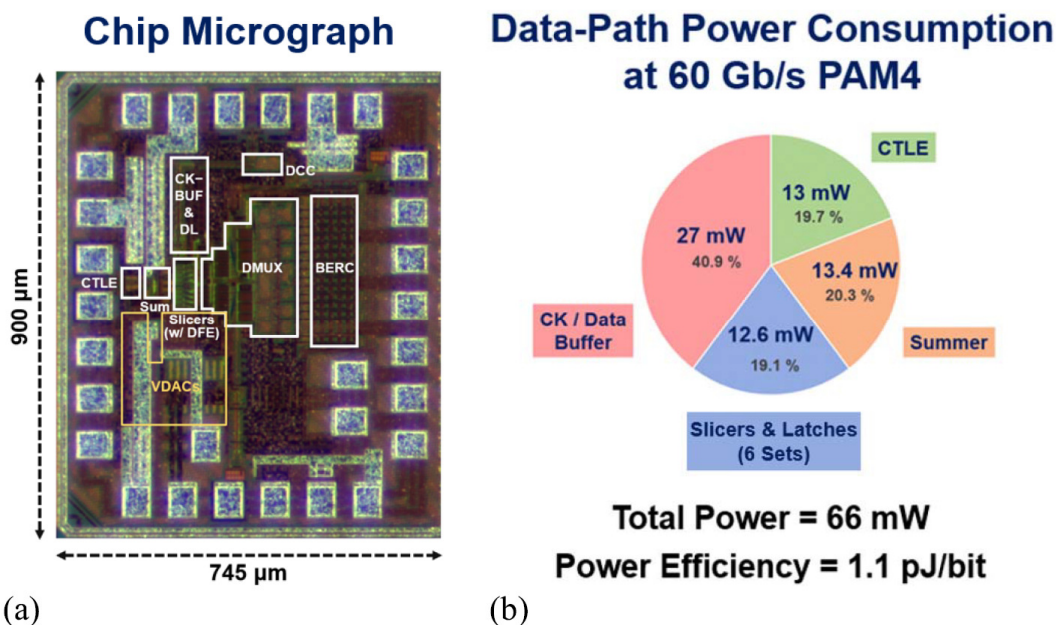 Chip Micrograph
900 µm
CK-
BUF
&
DL
DCC
CTLE
Sum
Slicers
(w/ DFE)
DMUX
BERC
VDACs
745 µm
(a)
Data-Path Power Consumption
at 60 Gb/s PAM4
CTLE
13 mW
19.7 %
27 mW
40.9 %
13.4 mW
20.3 %
12.6 mW
19.1 %
CK / Data
Buffer
Summer
Slicers & Latches
(6 Sets)
Total Power = 66 mW
Power Efficiency = 1.1 pJ/bit
(b)